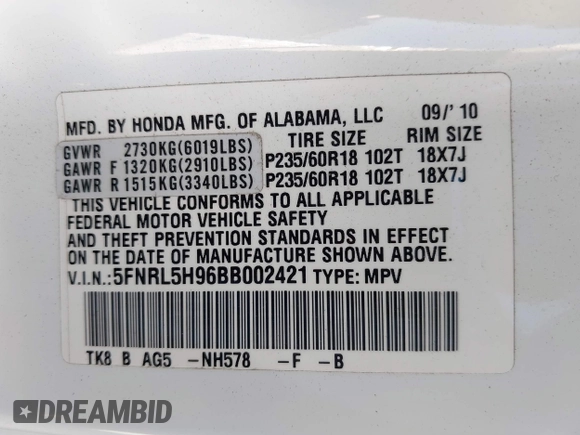 MFD. BY HONDA MFG. OF ALABAMA, LLC 09/' 10
TIRE SIZE RIM SIZE
GVWR 2730KG(6019LBS)
GAWR F 1320KG(2910LBS) P235/60R18 102T 18X7J
GAWR R 1515KG(3340LBS) P235/60R18 102T 18X7J
THIS VEHICLE CONFORMS TO ALL APPLICABLE
FEDERAL MOTOR VEHICLE SAFETY
AND THEFT PREVENTION STANDARDS IN EFFECT
ON THE DATE OF MANUFACTURE SHOWN ABOVE.
V.I.N.:5FNRL5H96BB002421 TYPE: MPV
TK8 B AG5 -NH578 -F -B
DREAMBID